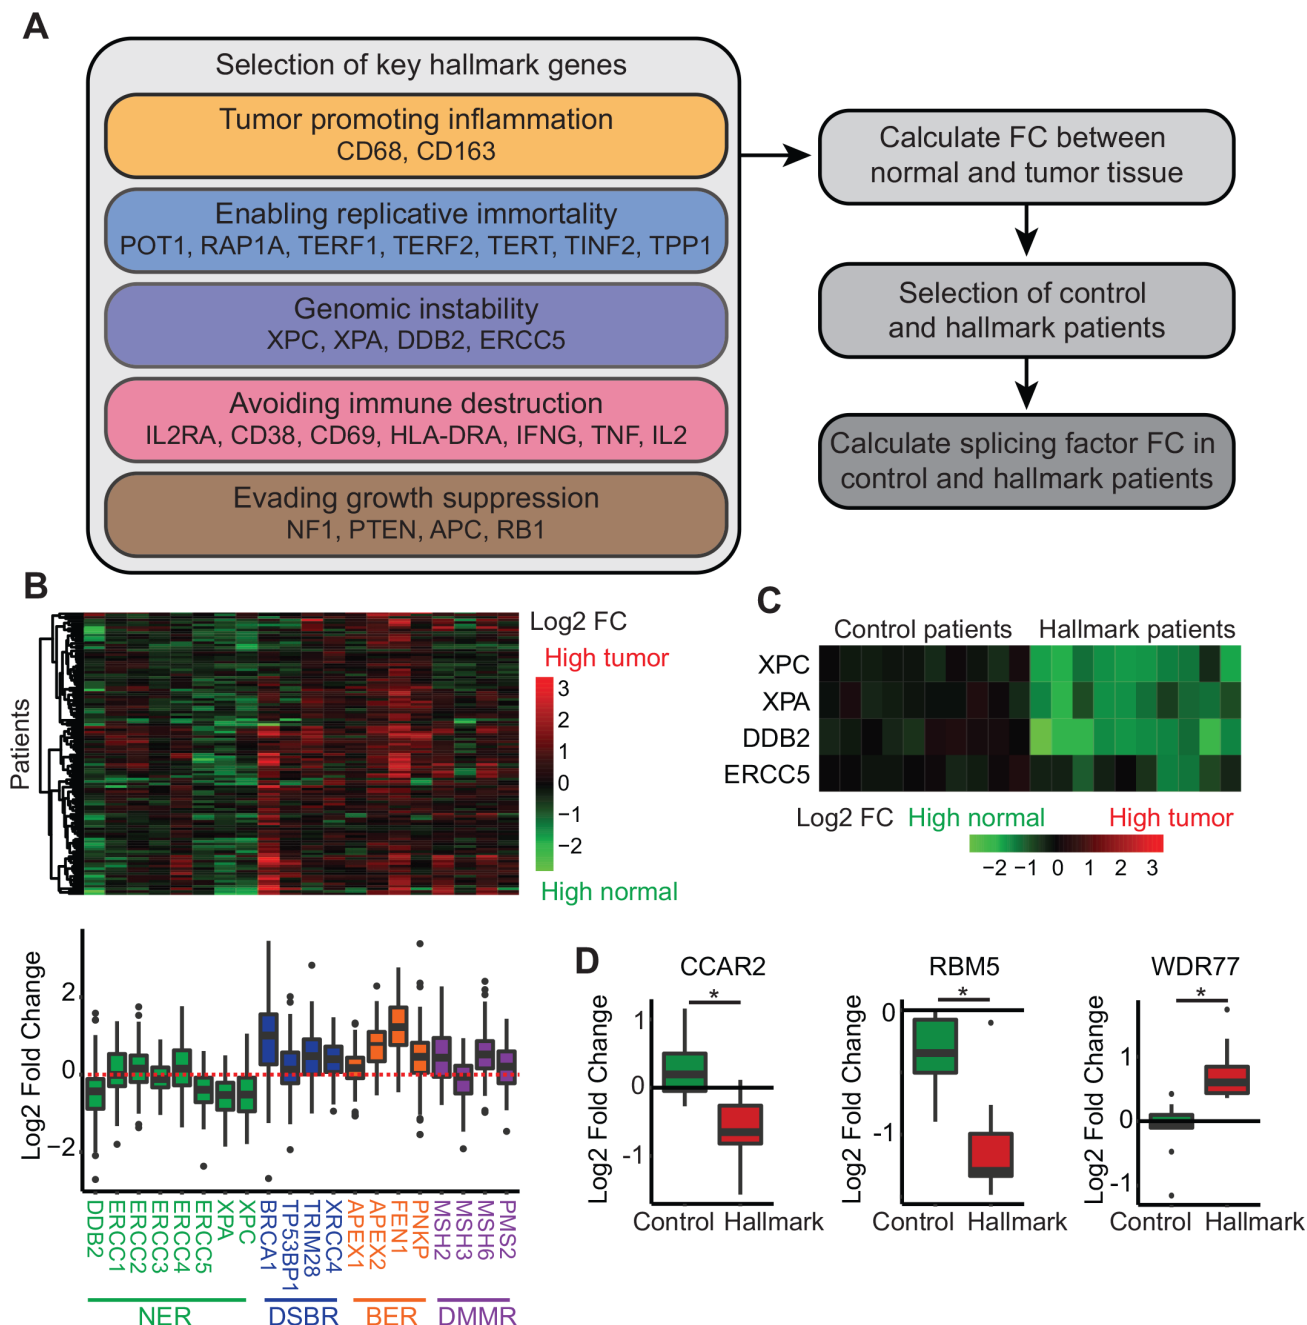 A
Selection of key hallmark genes
Tumor promoting inflammation
CD68, CD163
Enabling replicative immortality
POT1, RAP1A, TERF1, TERF2, TERT, TINF2, TPP1
Genomic instability
XPC, XPA, DDB2, ERCC5
Avoiding immune destruction
IL2RA, CD38, CD69, HLA-DRA, IFNG, TNF, IL2
Evading growth suppression
NF1, PTEN, APC, RB1
Calculate FC between
normal and tumor tissue
Selection of control
and hallmark patients
Calculate splicing factor FC in
control and hallmark patients
B
Patients
Log2 FC
High tumor
3
2
1
0
−1
−2
High normal
Log2 Fold Change
2
0
−2
DDB2
ERCC1
ERCC2
ERCC3
ERCC4
ERCC5
XPA
XPC
BRCA1
TP53BP1
TRIM28
XRCC4
APEX1
APEX2
FEN1
PNKP
MSH2
MSH3
MSH6
PMS2
NER
DSBR
BER
DMMR
C
Control patients
Hallmark patients
XPC
XPA
DDB2
ERCC5
Log2 FC
High normal
High tumor
−2 −1 0 1 2 3
D
CCAR2
*
Log2 Fold Change
1
0
-1
Control Hallmark
RBM5
*
Log2 Fold Change
0
-1
Control Hallmark
WDR77
*
Log2 Fold Change
1
0
-1
Control Hallmark